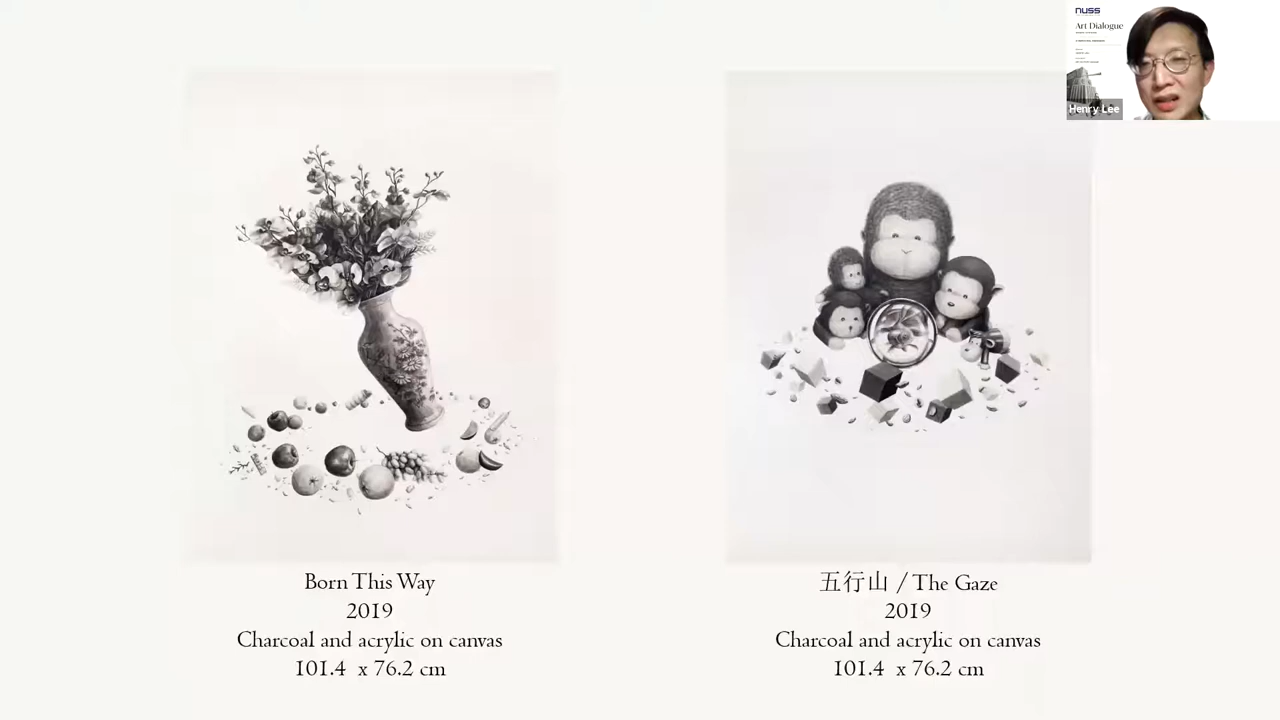 nuss
Art Dialogue
Henry Lee
Born This Way
2019
Charcoal and acrylic on canvas
101.4 x 76.2 cm
五行山 / The Gaze
2019
Charcoal and acrylic on canvas
101.4 x 76.2 cm